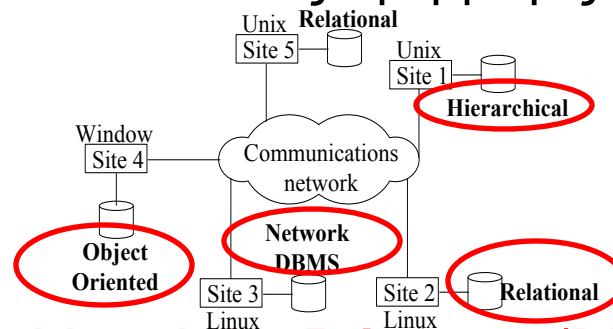 Relational
Unix
Site 5
Unix
Site 1
Hierarchical
Window
Site 4
Communications
network
Object
Oriented
Network
DBMS
Site 3
Linux
Site 2
Linux
Relational